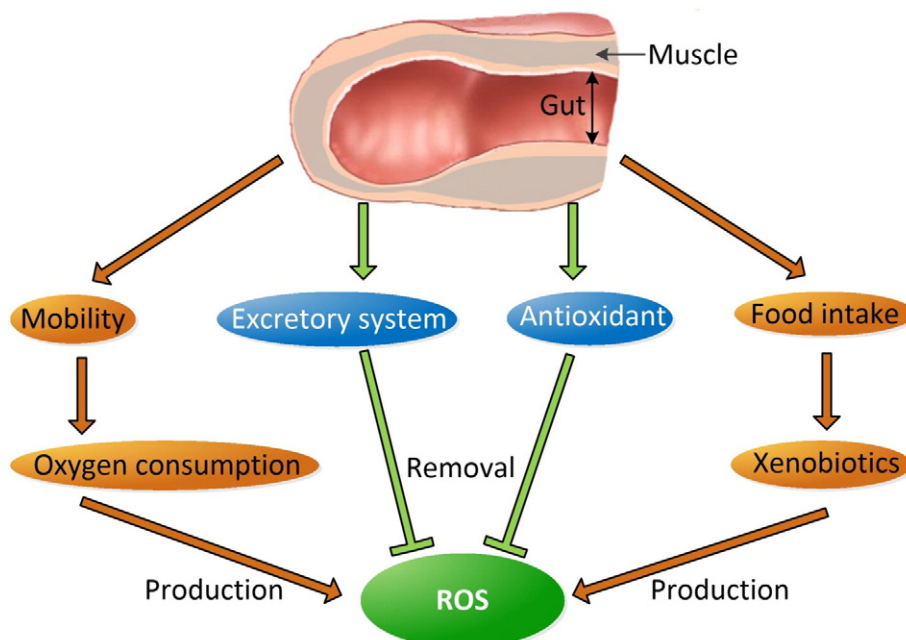 Muscle
Gut
Mobility
Excretory system
Antioxidant
Food intake
Oxygen consumption
Removal
Xenobiotics
Production
ROS
Production